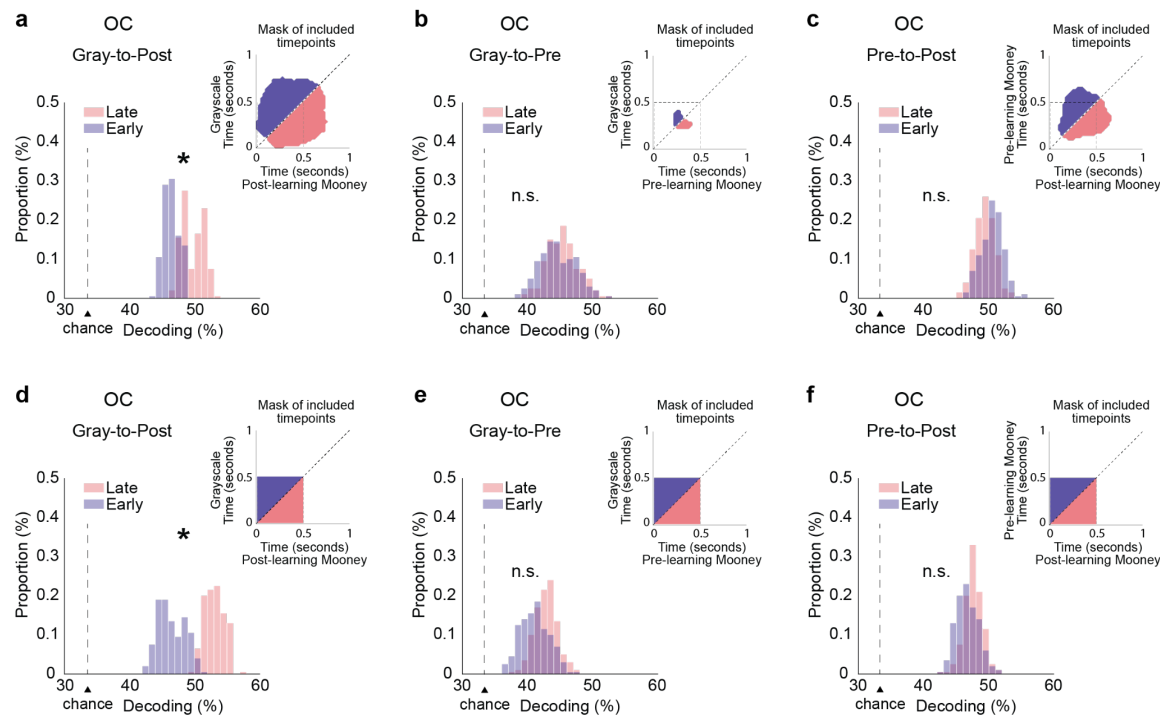 a
OC
Gray-to-Post
Mask of included
timepoints
Grayscale
Time (seconds)
1
0.5
0
0 0.5 1
Time (seconds)
Post-learning Mooney
Late
Early
*
Proportion (%)
0.5
0.4
0.3
0.2
0.1
0
30 40 50 60
chance
Decoding (%)
b
OC
Gray-to-Pre
Mask of included
timepoints
Grayscale
Time (seconds)
1
0.5
0
0 0.5 1
Time (seconds)
Pre-learning Mooney
Late
Early
n.s.
Proportion (%)
0.5
0.4
0.3
0.2
0.1
0
30 40 50 60
chance
Decoding (%)
c
OC
Pre-to-Post
Mask of included
timepoints
Pre-learning Mooney
Time (seconds)
1
0.5
0
0 0.5 1
Time (seconds)
Post-learning Mooney
Late
Early
n.s.
Proportion (%)
0.5
0.4
0.3
0.2
0.1
0
30 40 50 60
chance
Decoding (%)
d
OC
Gray-to-Post
Mask of included
timepoints
Grayscale
Time (seconds)
1
0.5
0
0 0.5 1
Time (seconds)
Post-learning Mooney
Late
Early
*
Proportion (%)
0.5
0.4
0.3
0.2
0.1
0
30 40 50 60
chance
Decoding (%)
e
OC
Gray-to-Pre
Mask of included
timepoints
Grayscale
Time (seconds)
1
0.5
0
0 0.5 1
Time (seconds)
Pre-learning Mooney
Late
Early
n.s.
Proportion (%)
0.5
0.4
0.3
0.2
0.1
0
30 40 50 60
chance
Decoding (%)
f
OC
Pre-to-Post
Mask of included
timepoints
Pre-learning Mooney
Time (seconds)
1
0.5
0
0 0.5 1
Time (seconds)
Post-learning Mooney
Late
Early
n.s.
Proportion (%)
0.5
0.4
0.3
0.2
0.1
0
30 40 50 60
chance
Decoding (%)